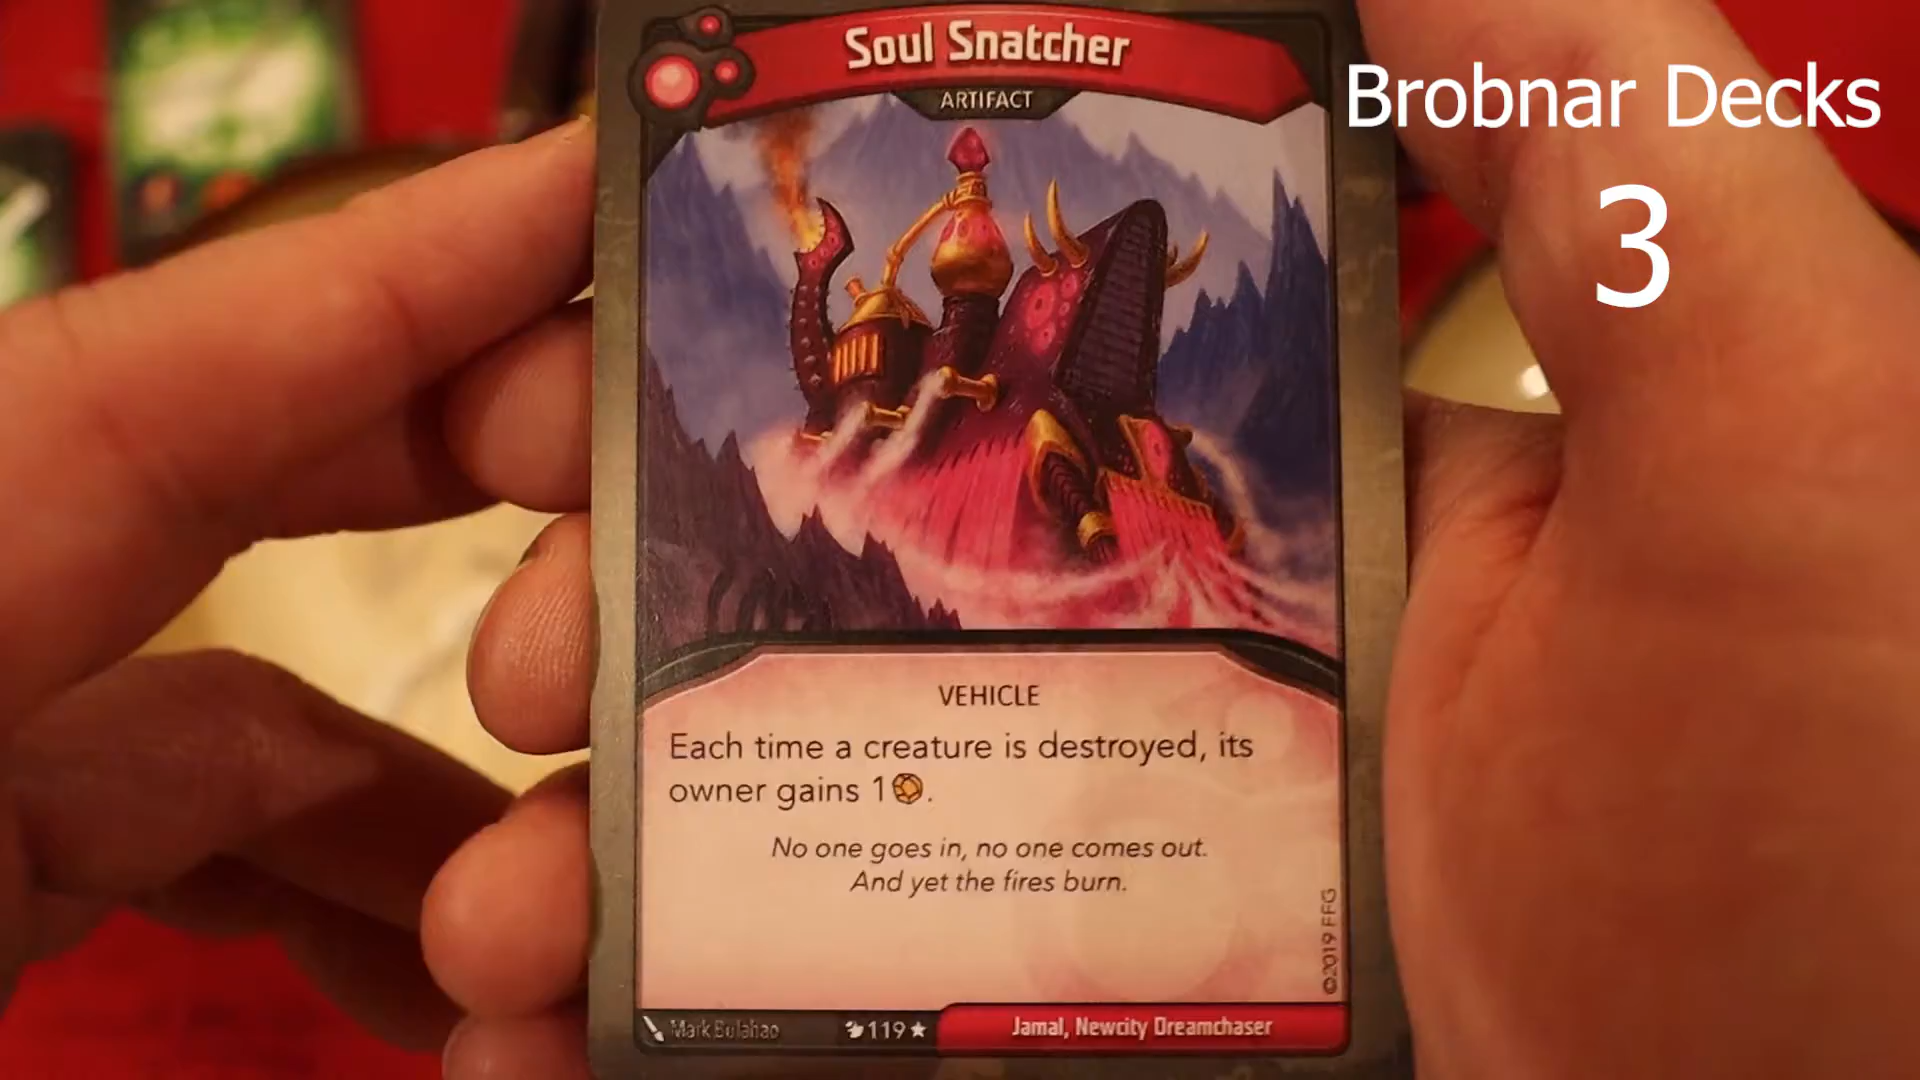 Soul Snatcher
ARTIFACT
Brobnar Decks
3
VEHICLE
Each time a creature is destroyed, its
owner gains 1
No one goes in, no one comes out.
And yet the fires burn.
©2019 FFG
Mark Bulahao
119
Jamal, Newcity Dreamchaser